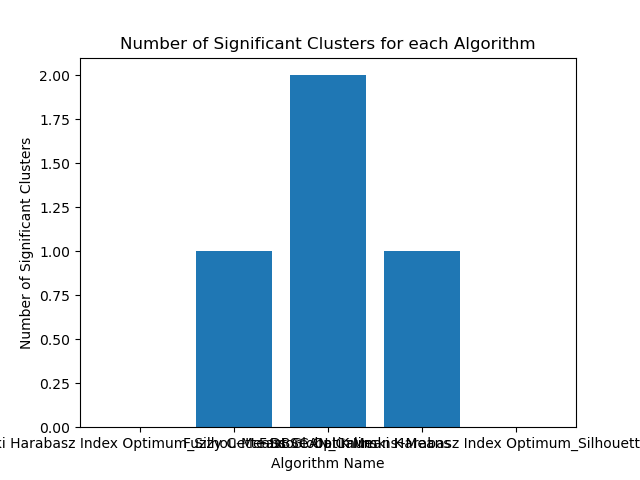 Number of Significant Clusters for each Algorithm
2.00
1.75
1.50
1.25
1.00
0.75
0.50
0.25
0.00
Number of Significant Clusters
Harabasz Index Optimum_Silhou Harabasz Index Optimum_Silhouett
Algorithm Name